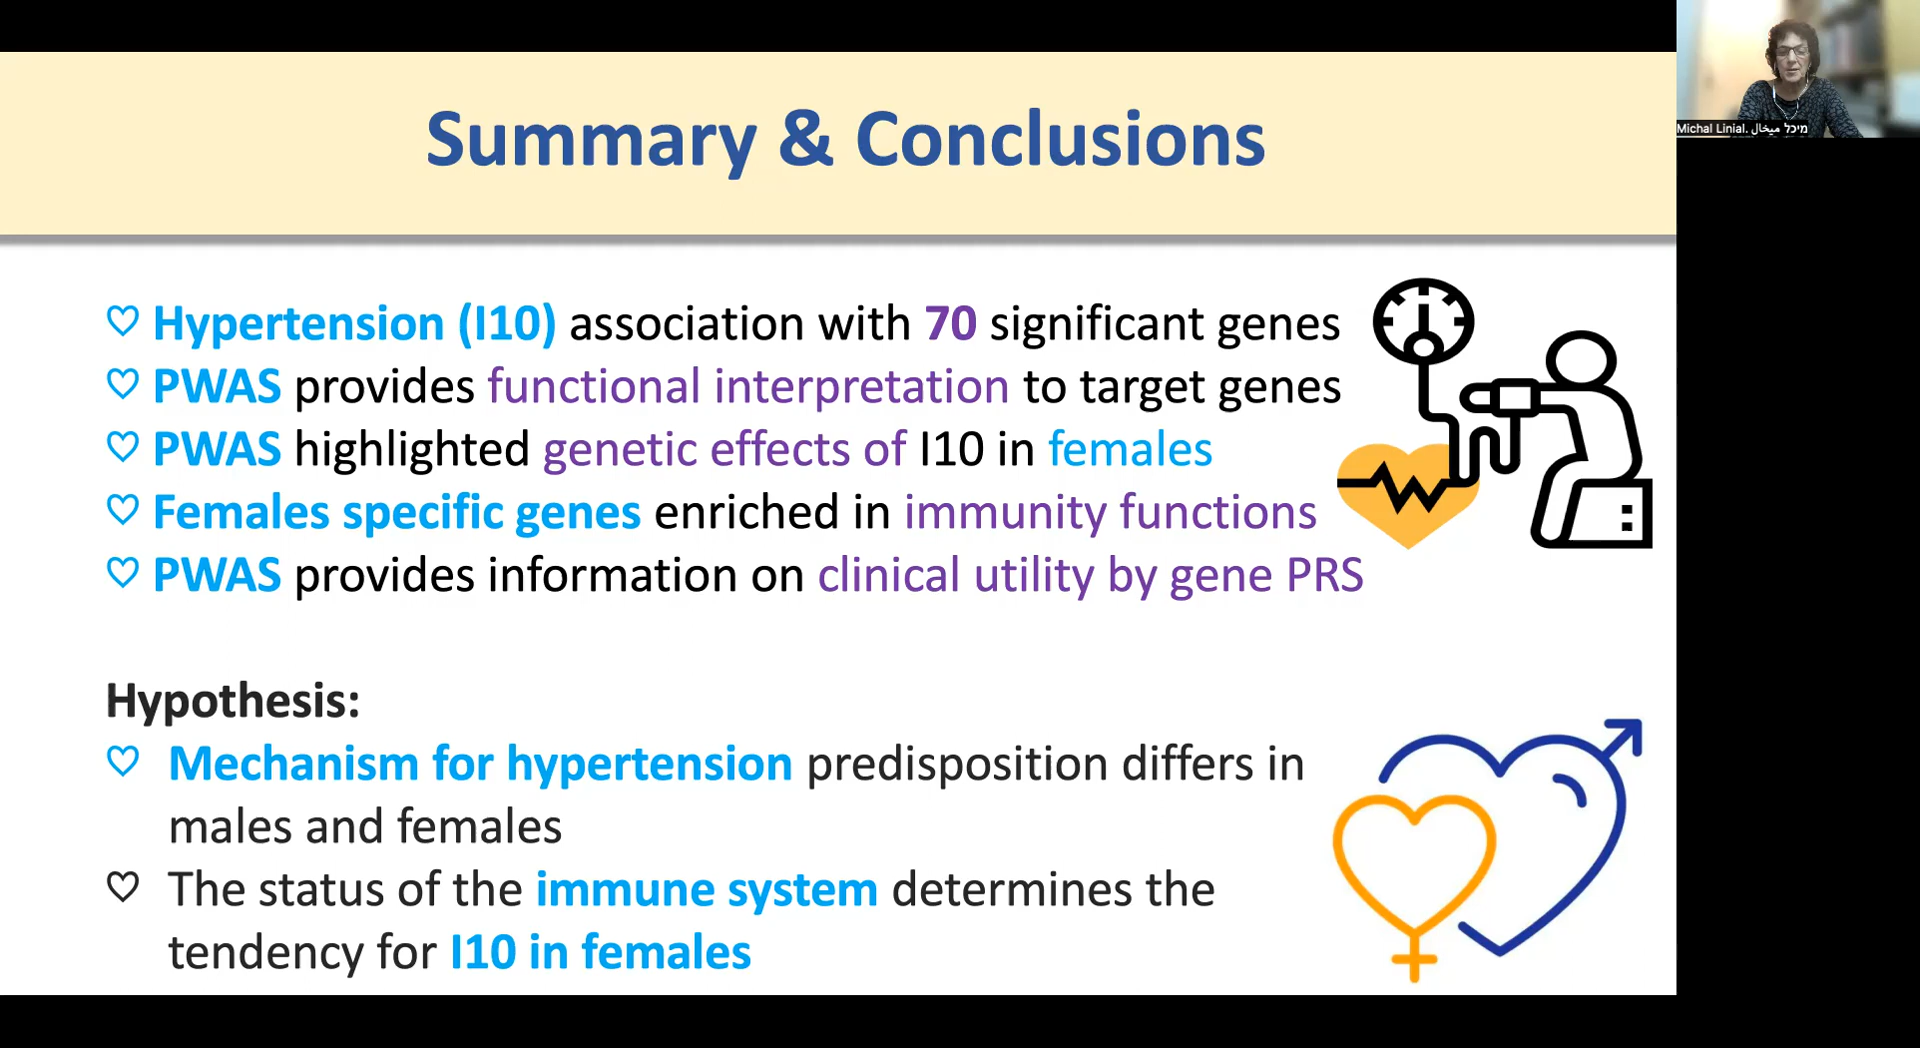 Summary & Conclusions
Michal Linial. מיכל ميخال
♡ Hypertension (I10) association with 70 significant genes
♡ PWAS provides functional interpretation to target genes
♡ PWAS highlighted genetic effects of I10 in females
♡ Females specific genes enriched in immunity functions
♡ PWAS provides information on clinical utility by gene PRS
Hypothesis:
♡ Mechanism for hypertension predisposition differs in
males and females
♡ The status of the immune system determines the
tendency for I10 in females